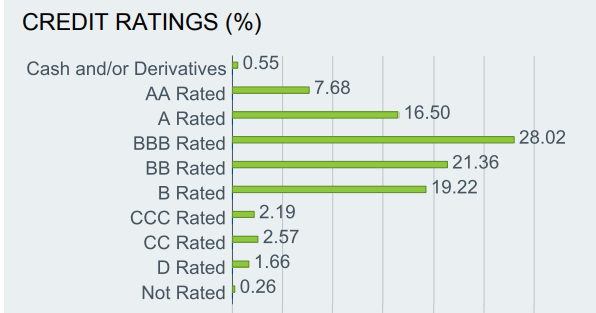 CREDIT RATINGS (%)
Cash and/or Derivatives 0.55
AA Rated 7.68
A Rated 16.50
BBB Rated 28.02
BB Rated 21.36
B Rated 19.22
CCC Rated 2.19
CC Rated 2.57
D Rated 1.66
Not Rated 0.26